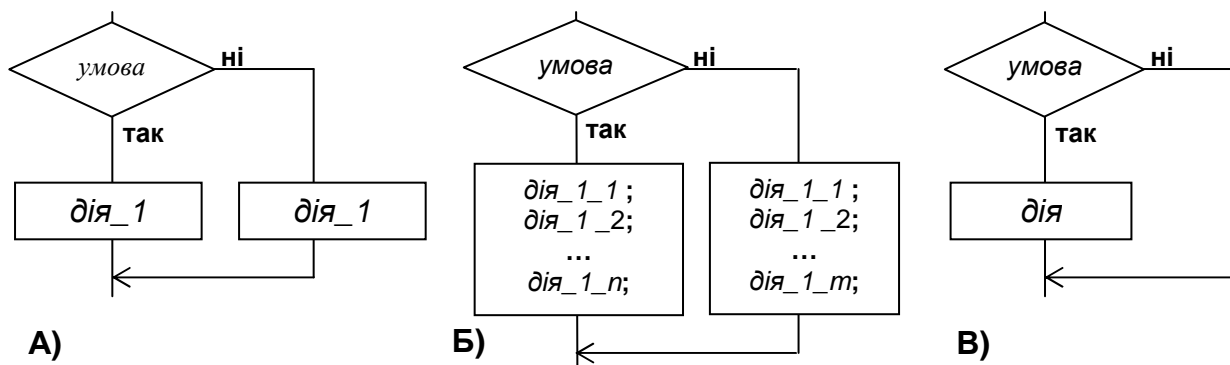 умова
ні
так
дія_1
дія_1
А)
умова
ні
так
дія_1_1 ;
дія_1 _2;
...
дія_1_n;
дія_1_1 ;
дія_1 _2;
...
дія_1_m;
Б)
умова
ні
так
дія
В)